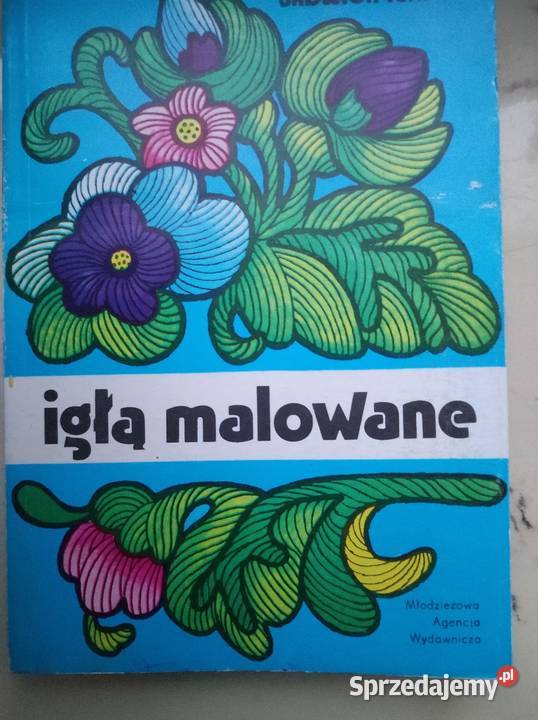 igłą malowane
Młodzieżowa
Agencja
Wydawnicza
Sprzedajemy.pl